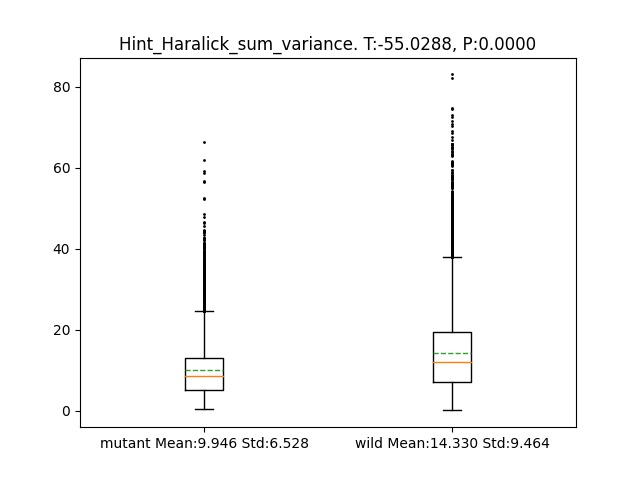 Hint_Haralick_sum_variance. T:-55.0288, P:0.0000
80
60
40
20
0
mutant Mean:9.946 Std:6.528
wild Mean:14.330 Std:9.464